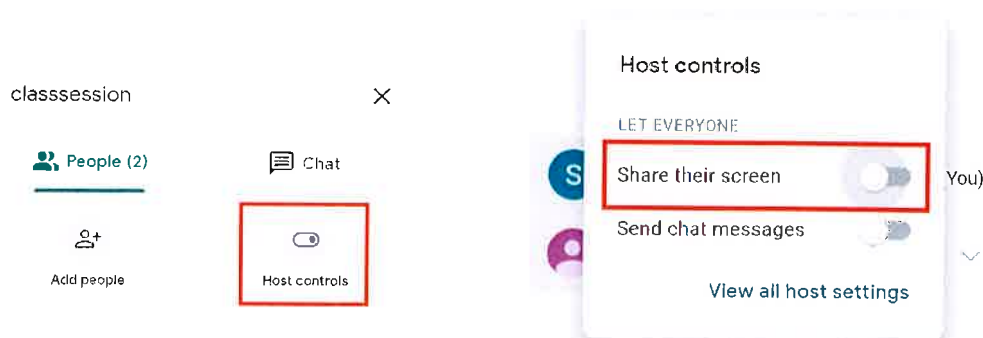 classsession
People (2)
Chat
Add people
Host controls
Host controls
LET EVERYONE
S
Share their screen
You)
Send chat messages
View all host settings